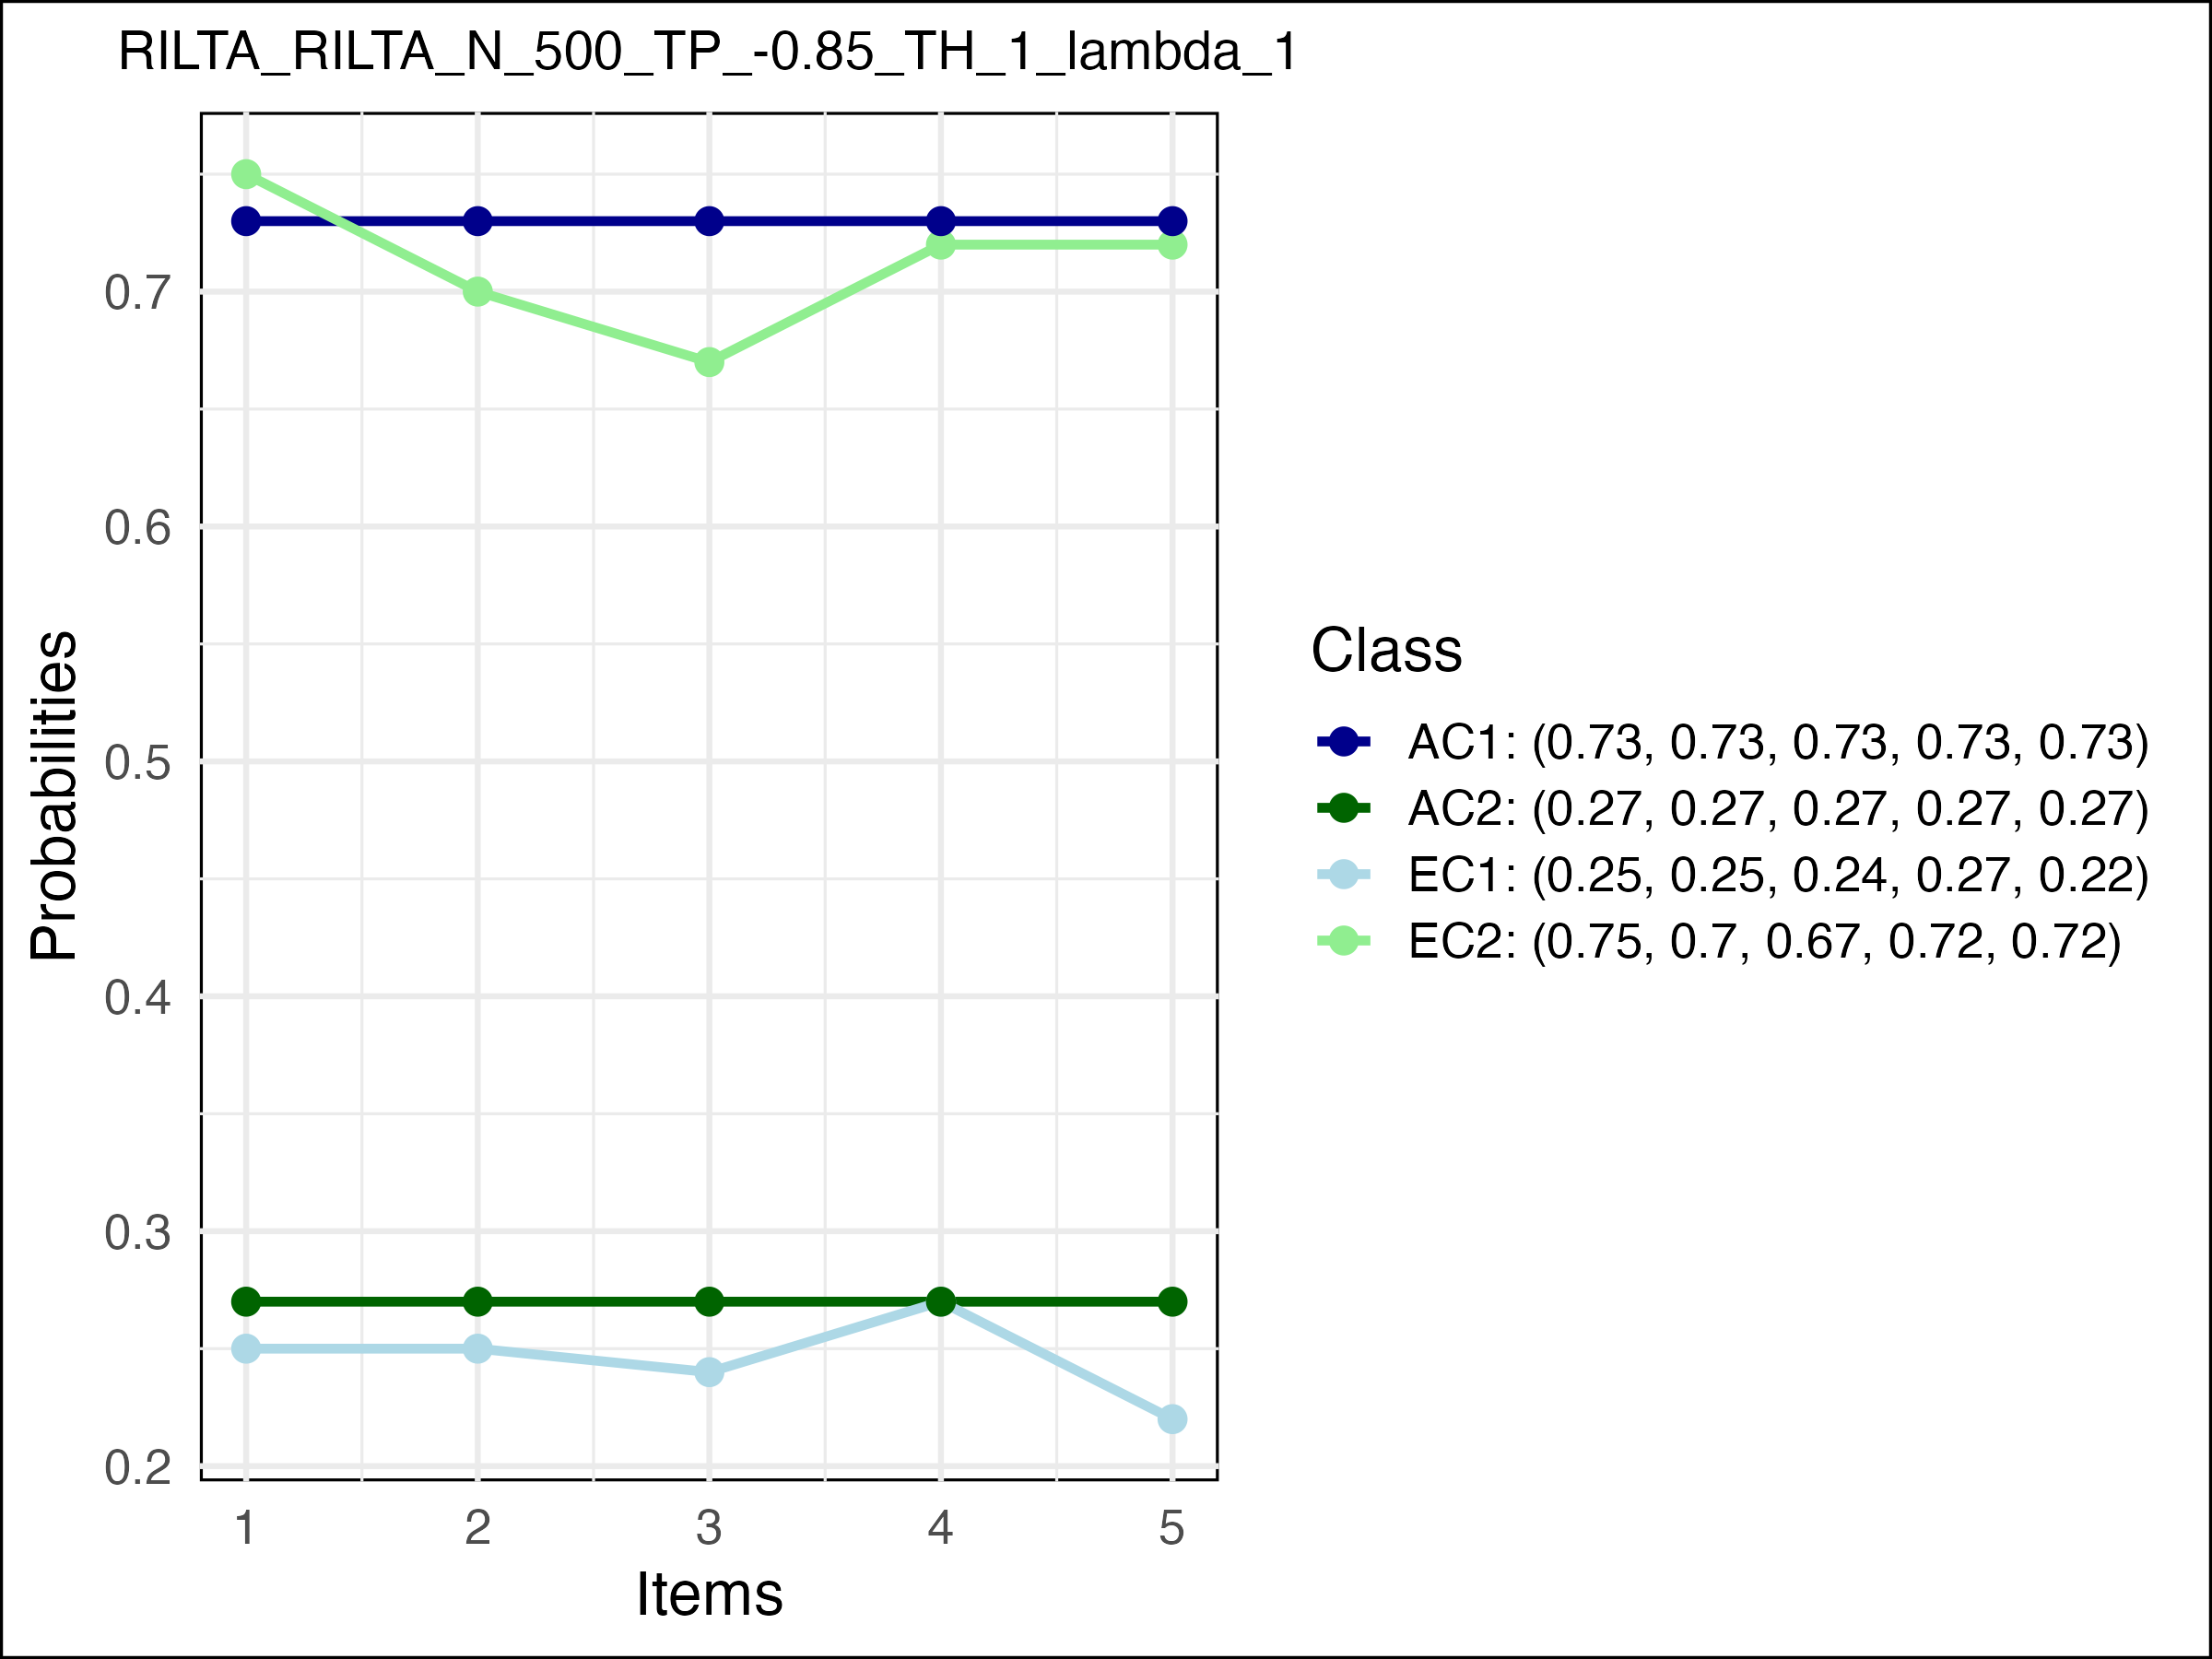 RILTA_RILTA_N_500_TP_-0.85_TH_1_lambda_1
Probabilities
0.7
0.6
0.5
0.4
0.3
0.2
1 2 3 4 5
Items
Class
AC1: (0.73, 0.73, 0.73, 0.73, 0.73)
AC2: (0.27, 0.27, 0.27, 0.27, 0.27)
EC1: (0.25, 0.25, 0.24, 0.27, 0.22)
EC2: (0.75, 0.7, 0.67, 0.72, 0.72)